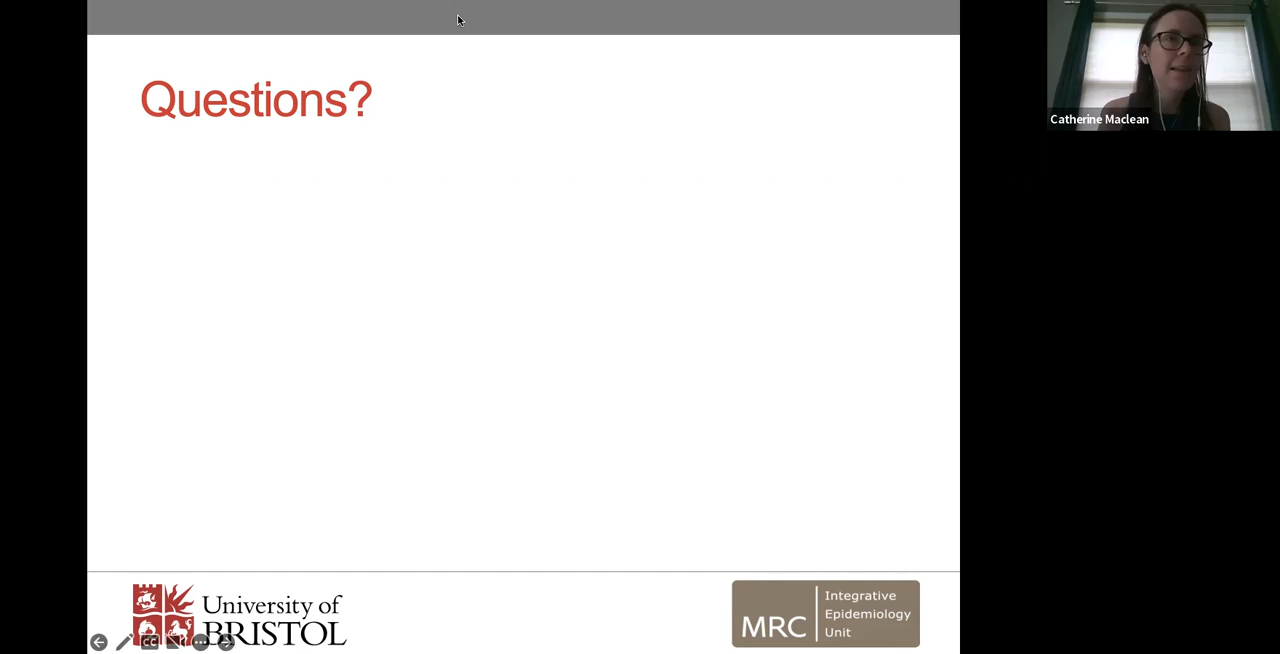 Questions?
Catherine Maclean
University of
BRISTOL
MRC
Integrative
Epidemiology
Unit